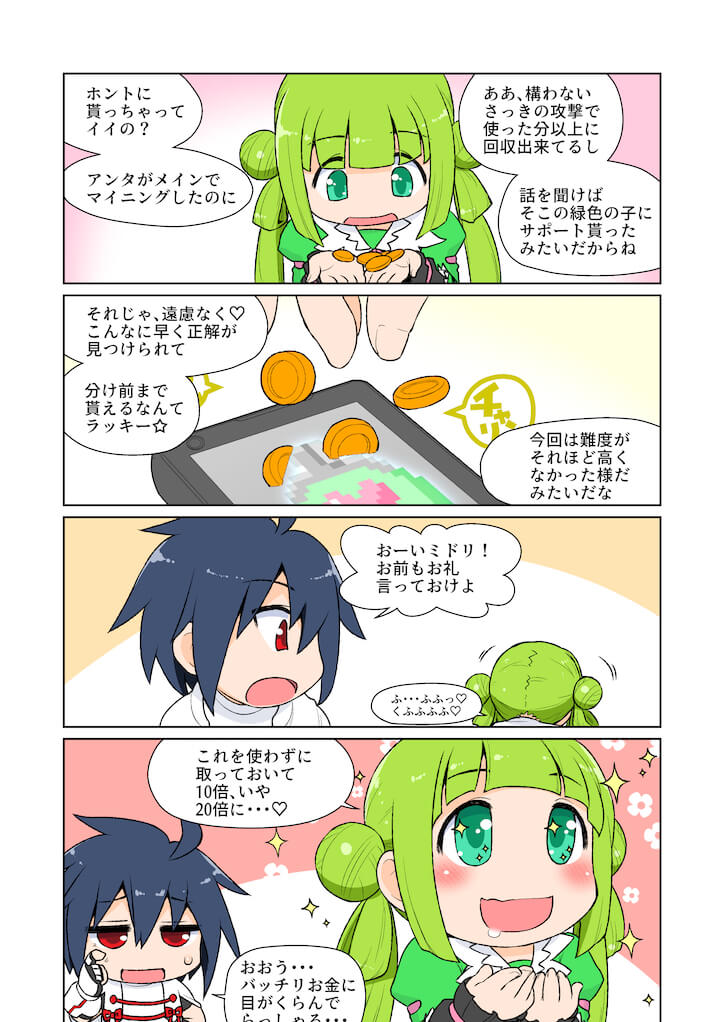 ああ、構わない
さっきの攻撃で
使った分以上に
回収出来てるし
話を聞けば
そこの緑色の子に
サポート貰った
みたいだからね
ホントに
貰っちゃって
イイの？
アンタがメインで
マイニングしたのに
それじゃ、遠慮なく♡
こんなに早く正解が
見つけられて
分け前まで
貰えるなんて
ラッキー☆
チャリン
今回は難度が
それほど高く
なかった様だ
みたいだな
おーいミドリ！
お前もお礼
言っておけよ
ふ・・・ふふっ♡
くふふふふ♡
これを使わずに
取っておいて
10倍、いや
20倍に・・・♡
おおう・・・
バッチリお金に
目がくらんで
らっしゃる・・・